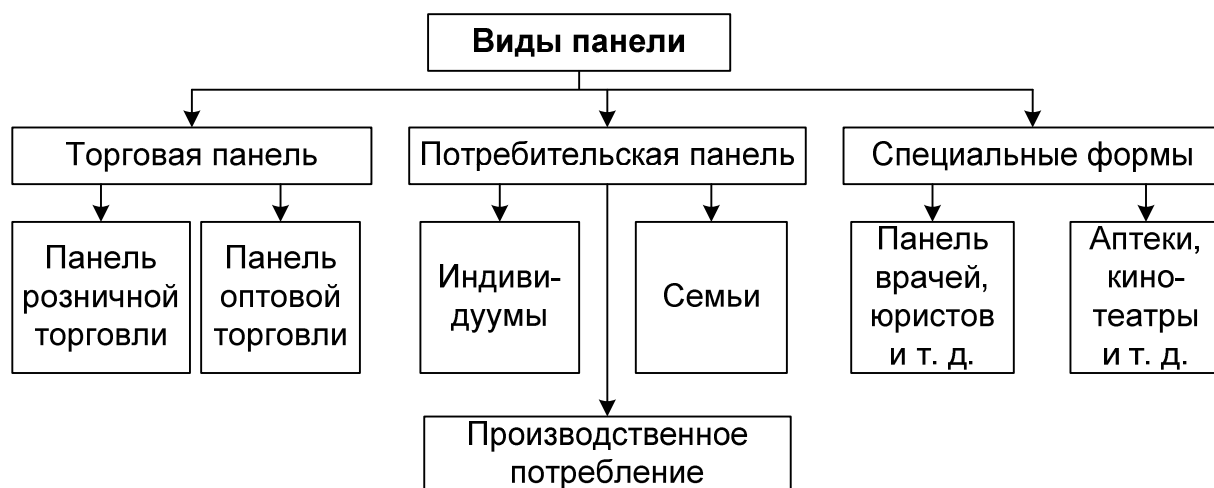 Виды панели
Торговая панель
Потребительская панель
Специальные формы
Панель
розничной
торговли
Панель
оптовой
торговли
Индиви-
дуумы
Семьи
Панель
врачей,
юристов
и т. д.
Аптеки,
кино-
театры
и т. д.
Производственное
потребление